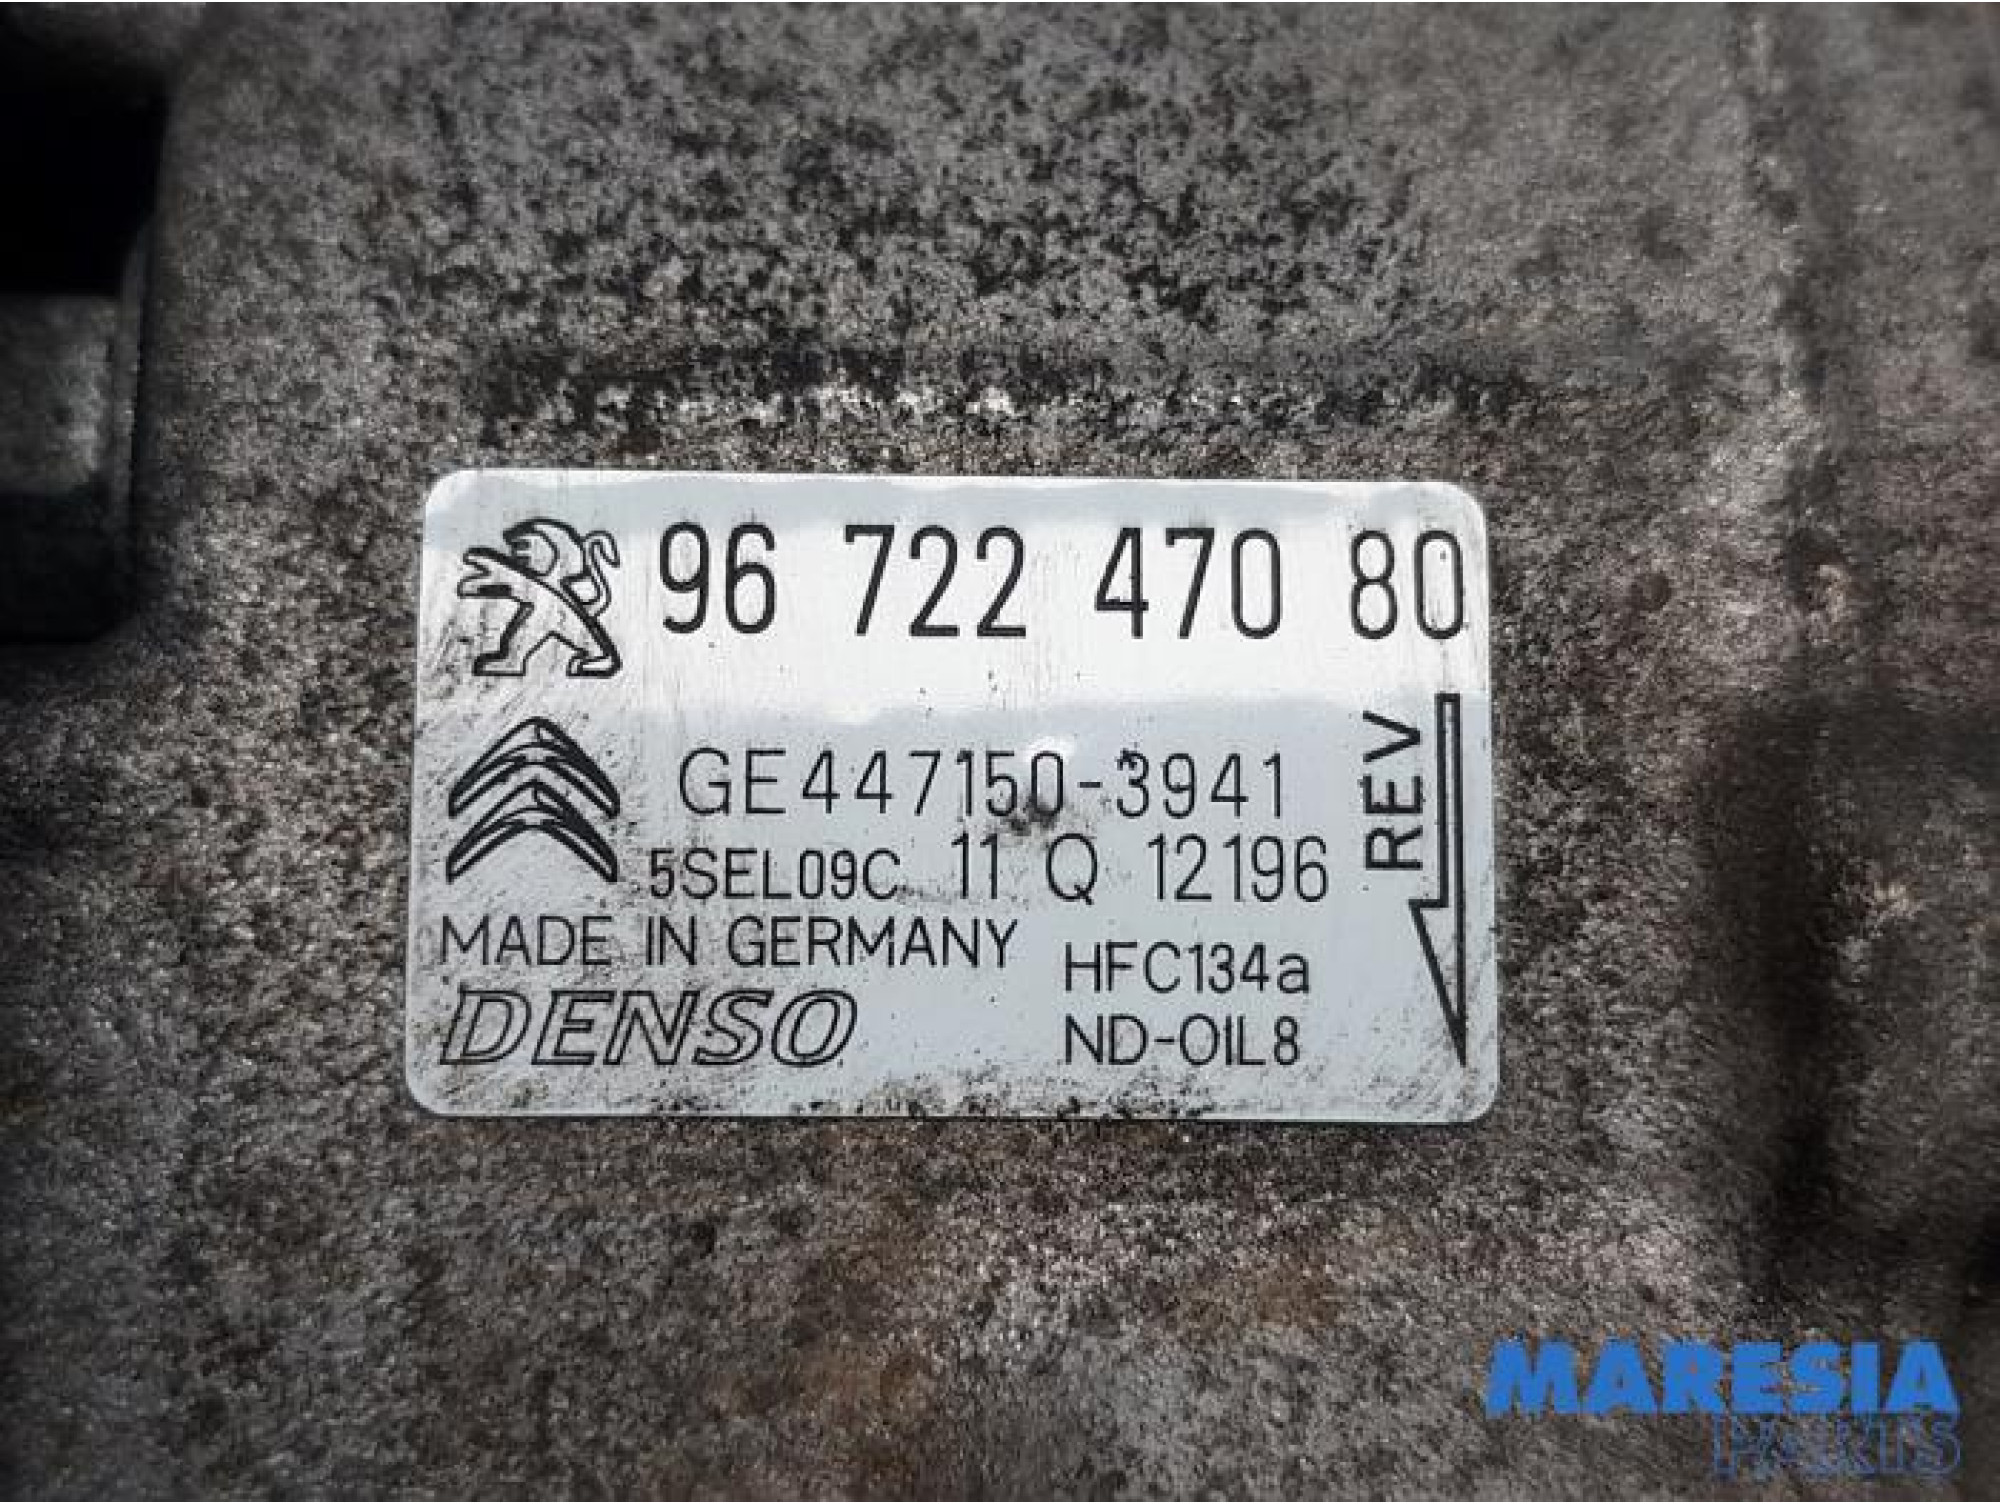 96 722 470 80
GE447150-3941
5SEL09C 11 Q 12196
REV
MADE IN GERMANY
HFC134a
DENSO
ND-OIL8
MARESIA
PARTS